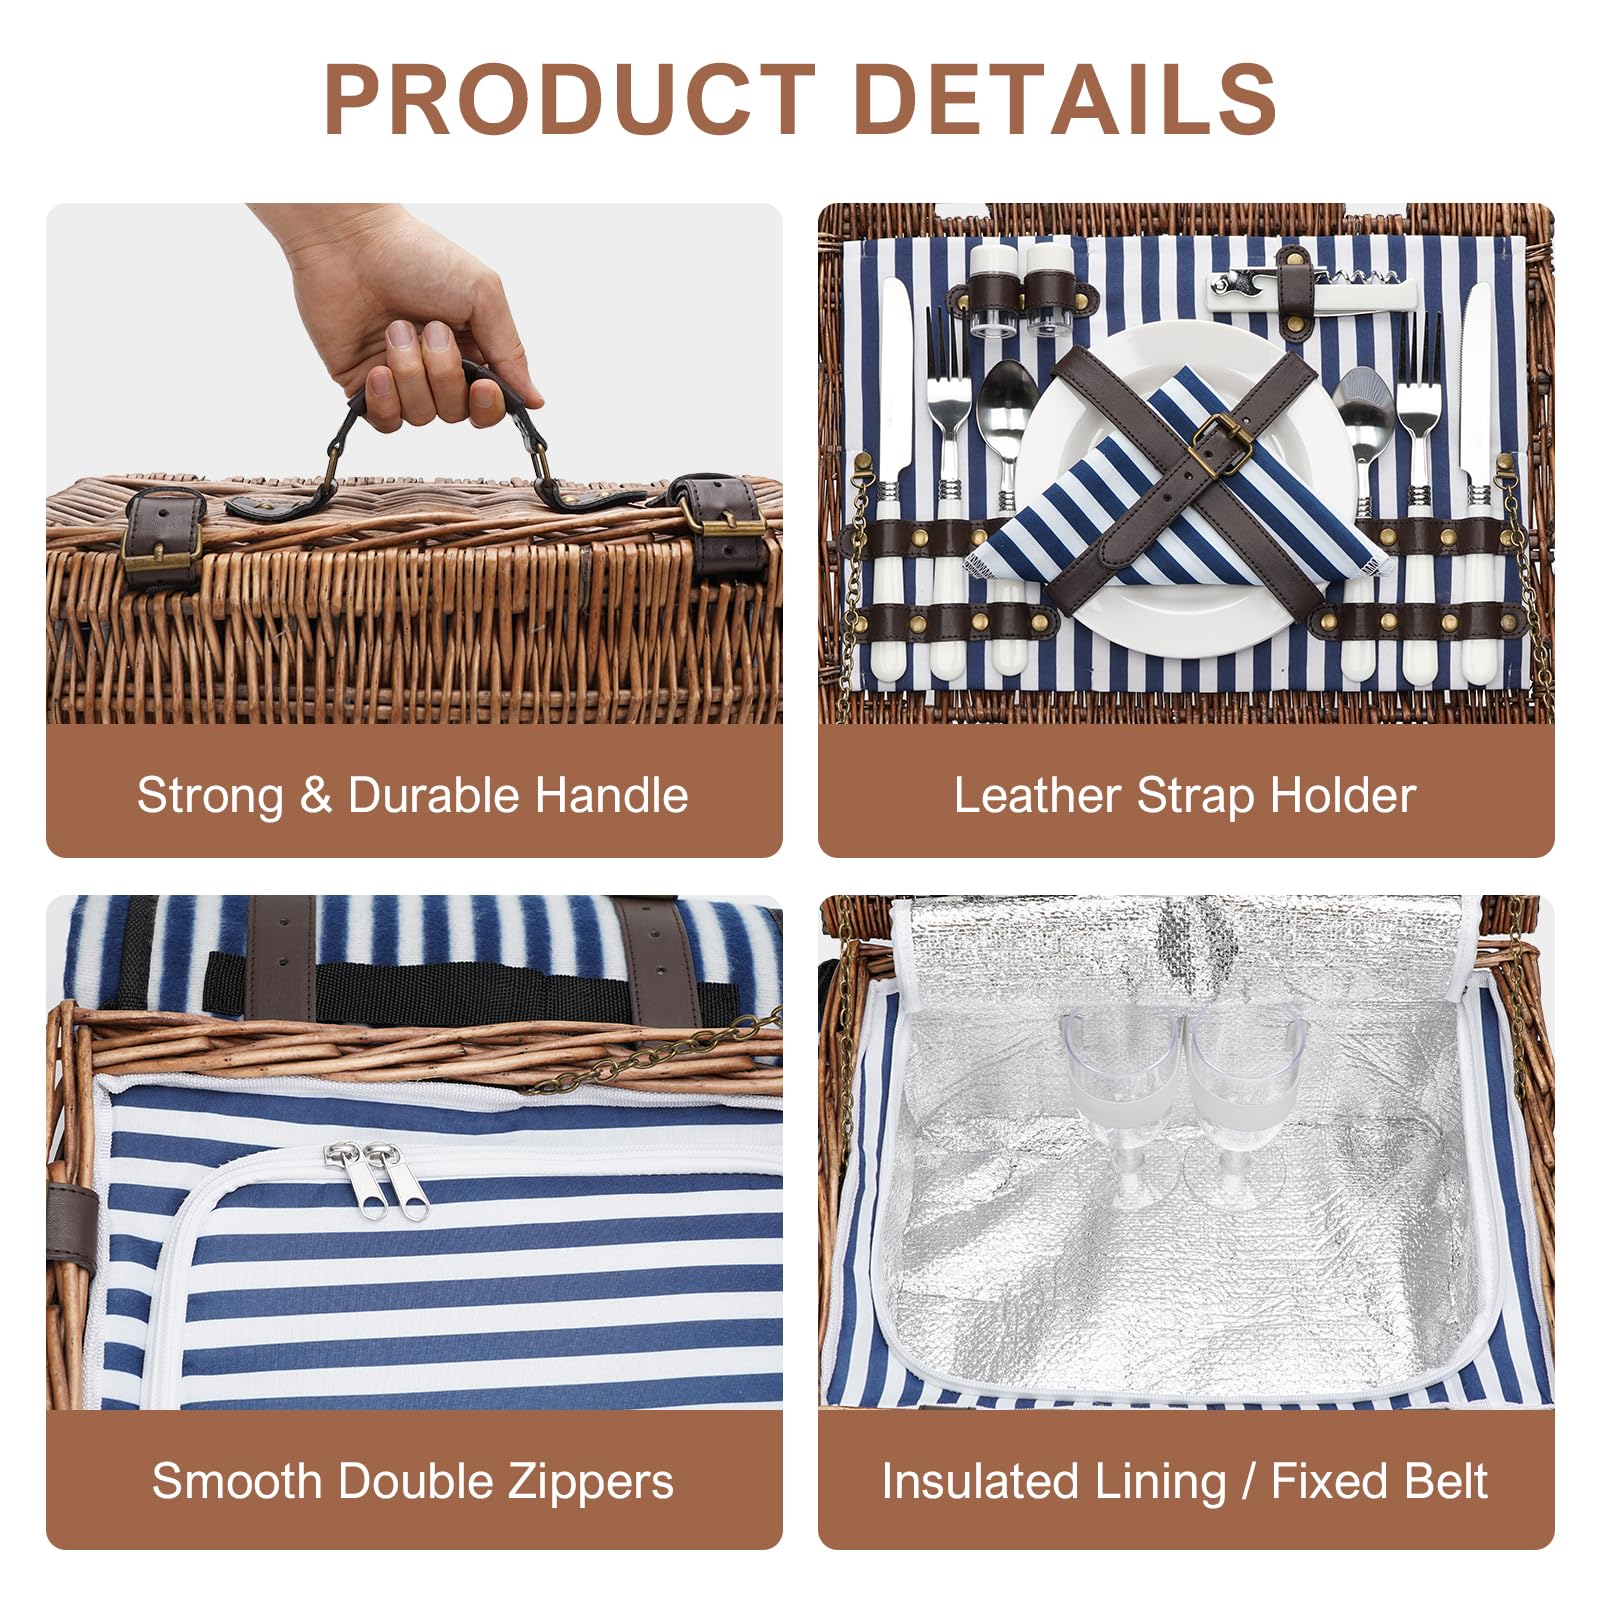 PRODUCT DETAILS
Strong & Durable Handle
Leather Strap Holder
Smooth Double Zippers
Insulated Lining / Fixed Belt